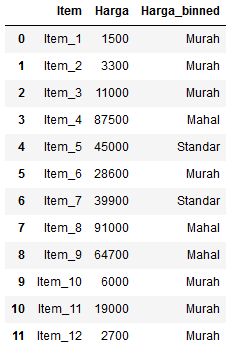 Item Harga Harga_binned
0 Item_1 1500 Murah
1 Item_2 3300 Murah
2 Item_3 11000 Murah
3 Item_4 87500 Mahal
4 Item_5 45000 Standar
5 Item_6 28600 Murah
6 Item_7 39900 Standar
7 Item_8 91000 Mahal
8 Item_9 64700 Mahal
9 Item_10 6000 Murah
10 Item_11 19000 Murah
11 Item_12 2700 Murah